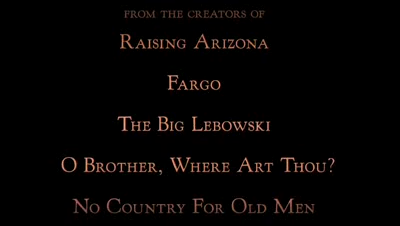 FROM THE CREATORS OF
RAISING ARIZONA
FARGO
THE BIG LEBOWSKI
O BROTHER, WHERE ART THOU?
NO COUNTRY FOR OLD MEN